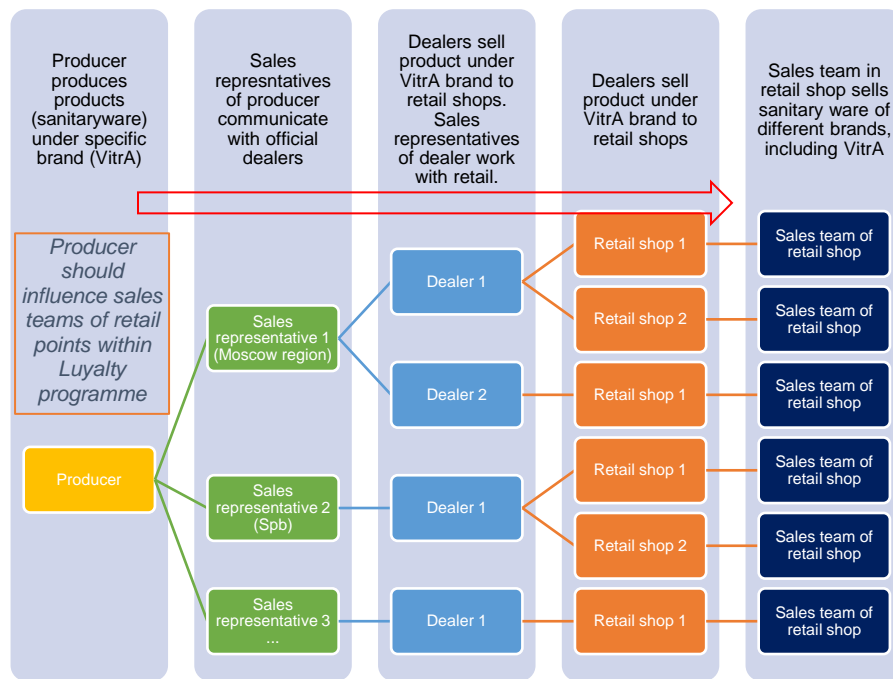 Producer
produces
products
(sanitaryware)
under specific
brand (VitrA)
Sales
represntatives
of producer
communicate
with official
dealers
Dealers sell
product under
VitrA brand to
retail shops.
Sales
representatives
of dealer work
with retail.
Dealers sell
product under
VitrA brand to
retail shops
Sales team in
retail shop sells
sanitary ware of
different brands,
including VitrA
Producer
should
influence sales
teams of retail
points within
Luyalty
programme
Producer
Sales
representative 1
(Moscow region)
Sales
representative 2
(Spb)
Sales
representative 3
...
Dealer 1
Dealer 2
Dealer 1
Dealer 1
Retail shop 1
Retail shop 2
Retail shop 1
Retail shop 1
Retail shop 2
Retail shop 1
Sales team of
retail shop
Sales team of
retail shop
Sales team of
retail shop
Sales team of
retail shop
Sales team of
retail shop
Sales team of
retail shop